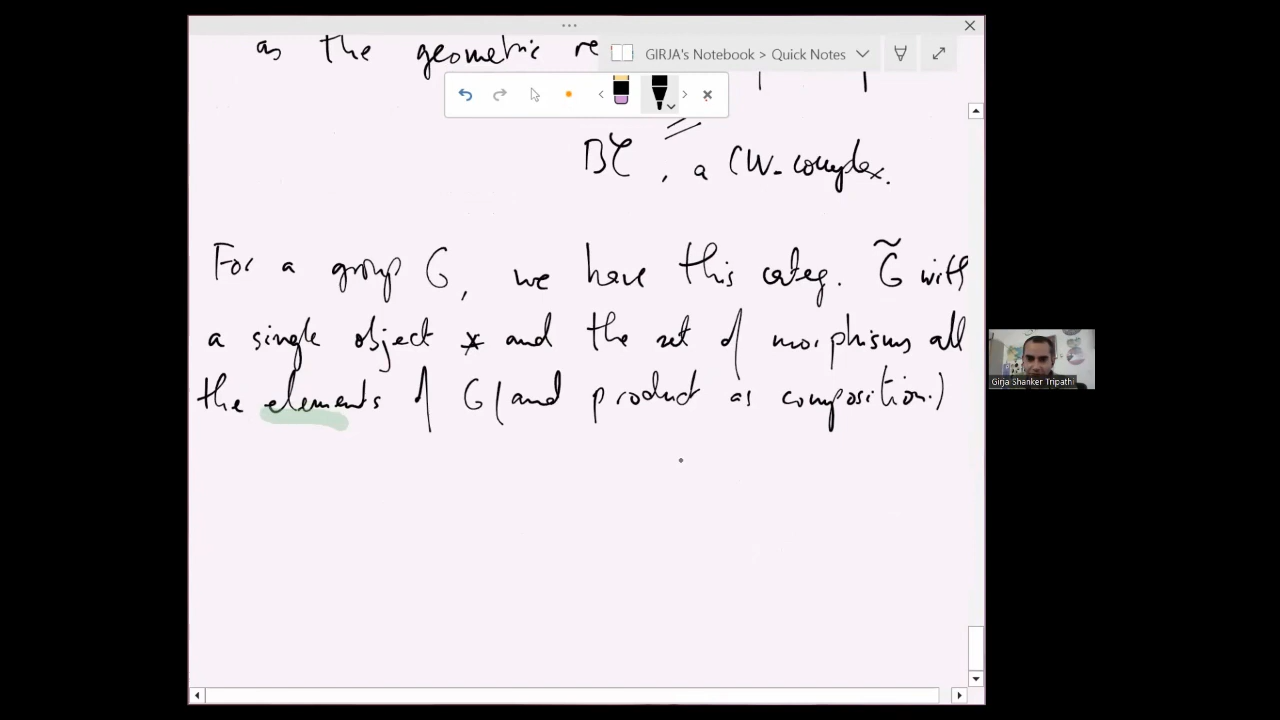 as the geometric re
GIRJA's Notebook > Quick Notes
BC, a CW-complex.
For a group G, we have this categ. G̃ with
a single object * and the set of morphisms all
the elements of G (and product as composition.)
Girja Shanker Tripathi